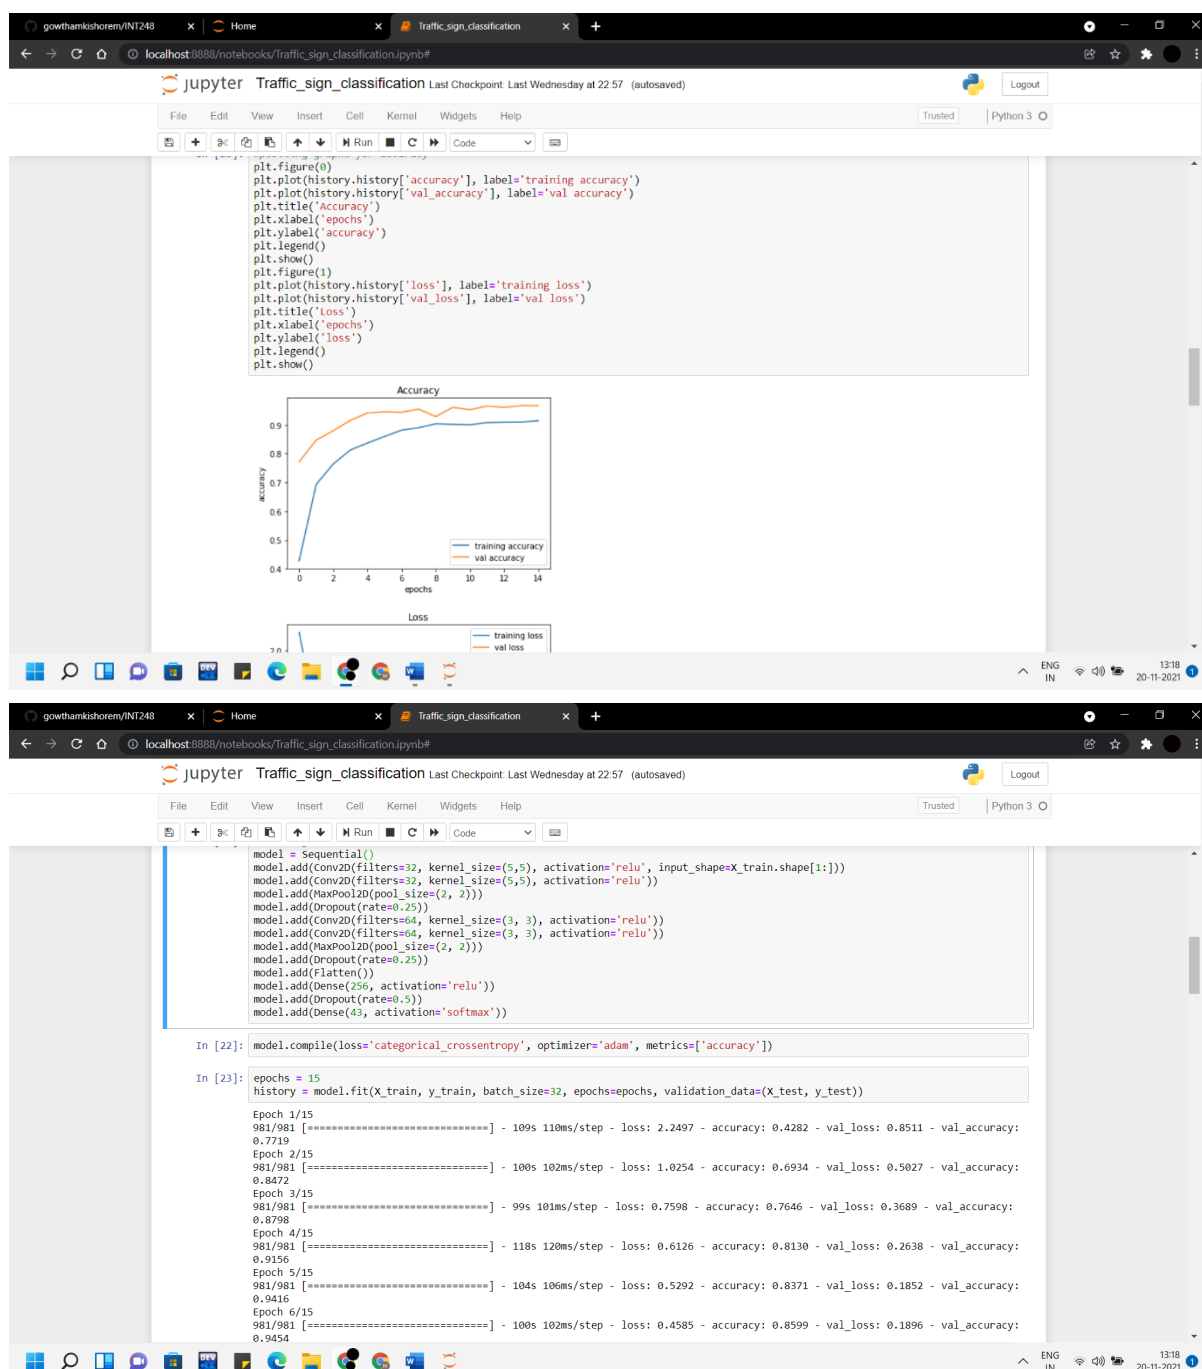 gowthamkishorem/INT248 Home Traffic_sign_classification
localhost:8888/notebooks/Traffic_sign_classification.ipynb#
jupyter Traffic_sign_classification Last Checkpoint: Last Wednesday at 22:57 (autosaved) Logout
File Edit View Insert Cell Kernel Widgets Help Trusted Python 3
Run Code
plt.figure(0)
plt.plot(history.history['accuracy'], label='training accuracy')
plt.plot(history.history['val_accuracy'], label='val accuracy')
plt.title('Accuracy')
plt.xlabel('epochs')
plt.ylabel('accuracy')
plt.legend()
plt.show()
plt.figure(1)
plt.plot(history.history['loss'], label='training loss')
plt.plot(history.history['val_loss'], label='val loss')
plt.title('Loss')
plt.xlabel('epochs')
plt.ylabel('loss')
plt.legend()
plt.show()
Accuracy
0.9
0.8
0.7
0.6
0.5
0.4
accuracy
training accuracy
val accuracy
0 2 4 6 8 10 12 14
epochs
Loss
training loss
val loss
2.0
DEV
ENG
IN
13:18
20-11-2021
1
gowthamkishorem/INT248 Home Traffic_sign_classification
localhost:8888/notebooks/Traffic_sign_classification.ipynb#
jupyter Traffic_sign_classification Last Checkpoint: Last Wednesday at 22:57 (autosaved) Logout
File Edit View Insert Cell Kernel Widgets Help Trusted Python 3
Run Code
model = Sequential()
model.add(Conv2D(filters=32, kernel_size=(5,5), activation='relu', input_shape=X_train.shape[1:]))
model.add(Conv2D(filters=32, kernel_size=(5,5), activation='relu'))
model.add(MaxPool2D(pool_size=(2, 2)))
model.add(Dropout(rate=0.25))
model.add(Conv2D(filters=64, kernel_size=(3, 3), activation='relu'))
model.add(Conv2D(filters=64, kernel_size=(3, 3), activation='relu'))
model.add(MaxPool2D(pool_size=(2, 2)))
model.add(Dropout(rate=0.25))
model.add(Flatten())
model.add(Dense(256, activation='relu'))
model.add(Dropout(rate=0.5))
model.add(Dense(43, activation='softmax'))
In [22]: model.compile(loss='categorical_crossentropy', optimizer='adam', metrics=['accuracy'])
In [23]: epochs = 15
history = model.fit(X_train, y_train, batch_size=32, epochs=epochs, validation_data=(X_test, y_test))
Epoch 1/15
981/981 [==============================] - 109s 110ms/step - loss: 2.2497 - accuracy: 0.4282 - val_loss: 0.8511 - val_accuracy:
0.7719
Epoch 2/15
981/981 [==============================] - 100s 102ms/step - loss: 1.0254 - accuracy: 0.6934 - val_loss: 0.5027 - val_accuracy:
0.8472
Epoch 3/15
981/981 [==============================] - 99s 101ms/step - loss: 0.7598 - accuracy: 0.7646 - val_loss: 0.3689 - val_accuracy:
0.8798
Epoch 4/15
981/981 [==============================] - 118s 120ms/step - loss: 0.6126 - accuracy: 0.8130 - val_loss: 0.2638 - val_accuracy:
0.9156
Epoch 5/15
981/981 [==============================] - 104s 106ms/step - loss: 0.5292 - accuracy: 0.8371 - val_loss: 0.1852 - val_accuracy:
0.9416
Epoch 6/15
981/981 [==============================] - 100s 102ms/step - loss: 0.4585 - accuracy: 0.8599 - val_loss: 0.1896 - val_accuracy:
0.9454
ENG
IN
13:18
20-11-2021
1